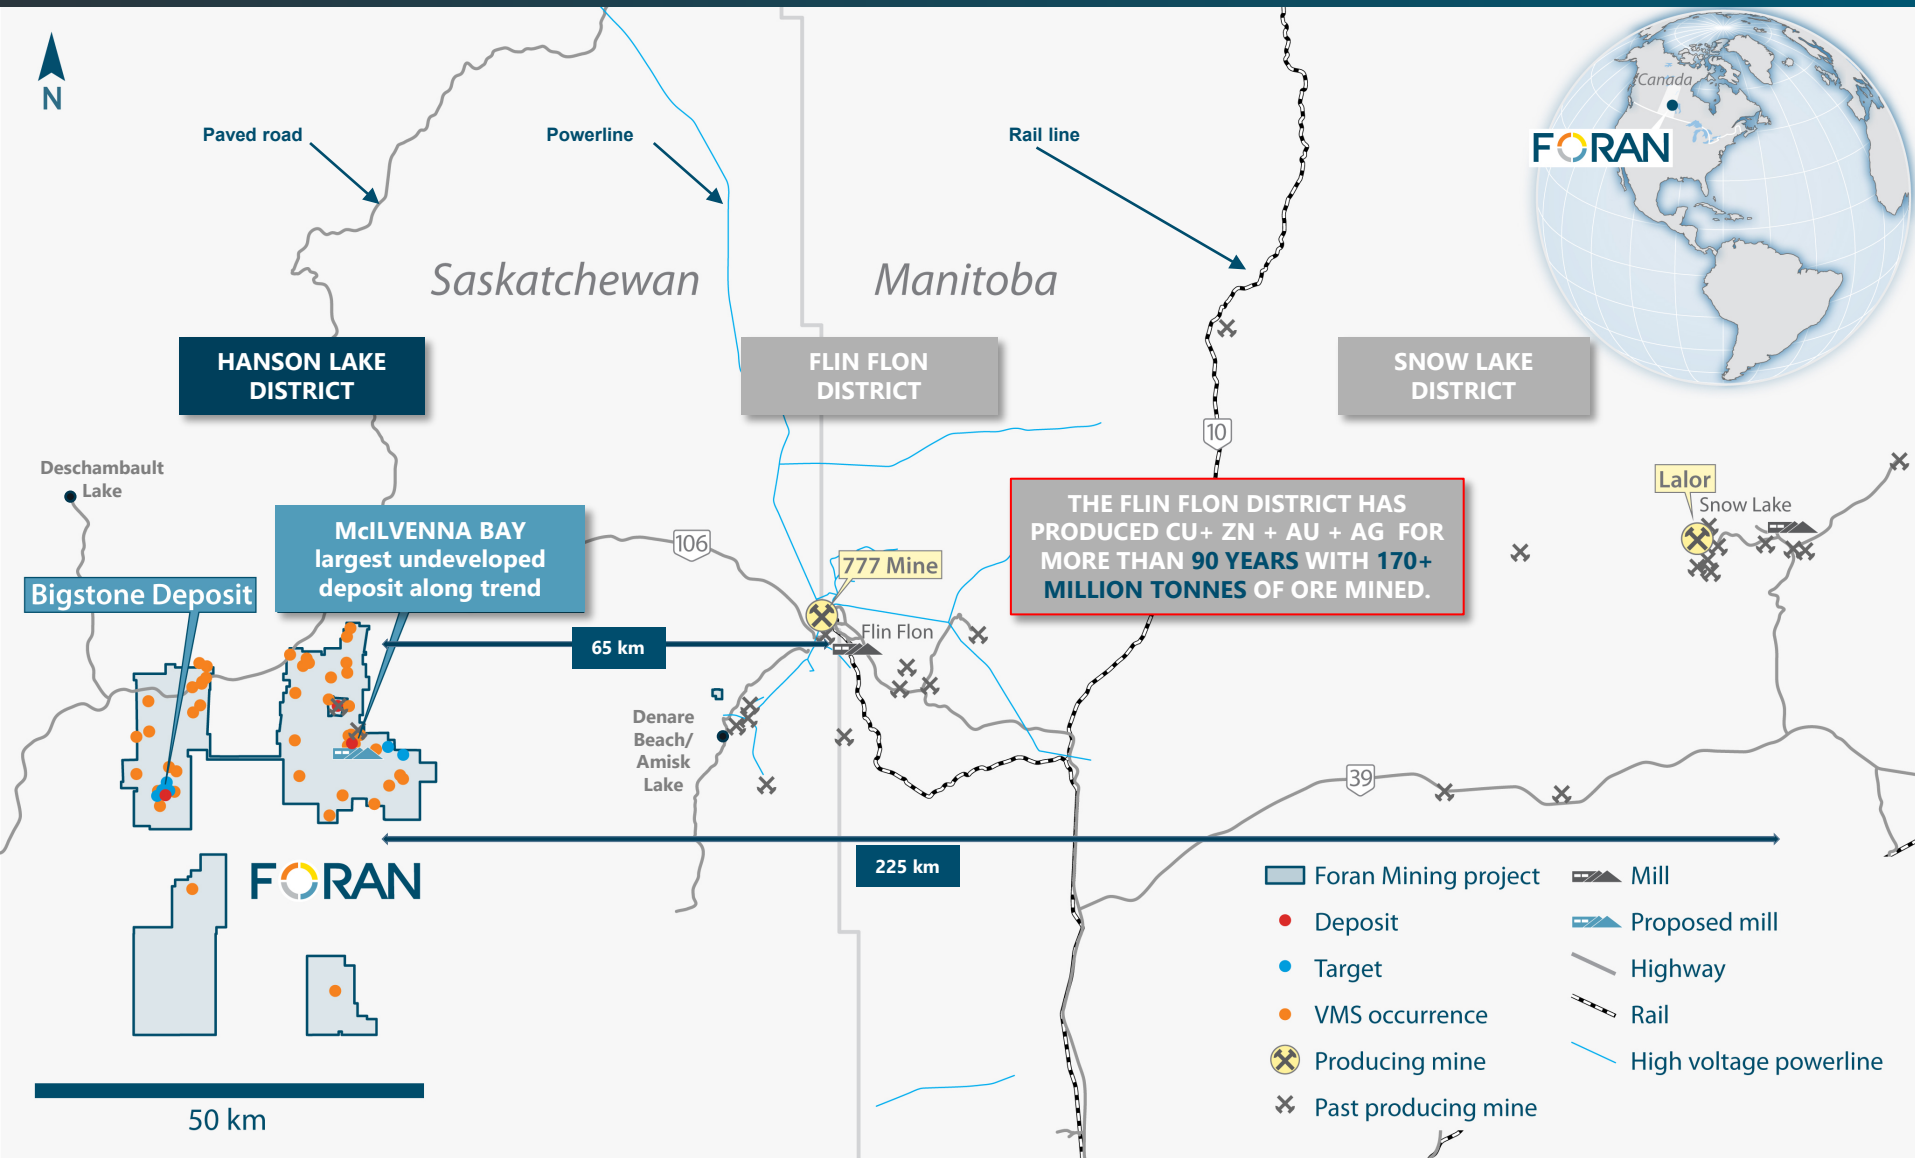 N
Paved road
Powerline
Rail line
Canada
FORAN
Saskatchewan
Manitoba
HANSON LAKE
DISTRICT
FLIN FLON
DISTRICT
SNOW LAKE
DISTRICT
10
Deschambault
Lake
McILVENNA BAY
largest undeveloped
deposit along trend
Bigstone Deposit
106
777 Mine
THE FLIN FLON DISTRICT HAS
PRODUCED CU+ ZN + AU + AG FOR
MORE THAN 90 YEARS WITH 170+
MILLION TONNES OF ORE MINED.
Lalor
Snow Lake
65 km
Flin Flon
Denare
Beach/
Amisk
Lake
39
225 km
FORAN
50 km
Foran Mining project
Deposit
Target
VMS occurrence
Producing mine
Past producing mine
Mill
Proposed mill
Highway
Rail
High voltage powerline